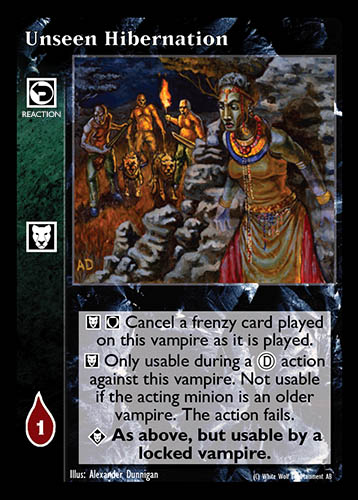 Unseen Hibernation
REACTION
AD
Cancel a frenzy card played
on this vampire as it is played.
Only usable during a D action
against this vampire. Not usable
if the acting minion is an older
vampire. The action fails.
As above, but usable by a
locked vampire.
1
Illus: Alexander Dunnigan
(C) White Wolf Entertainment AB